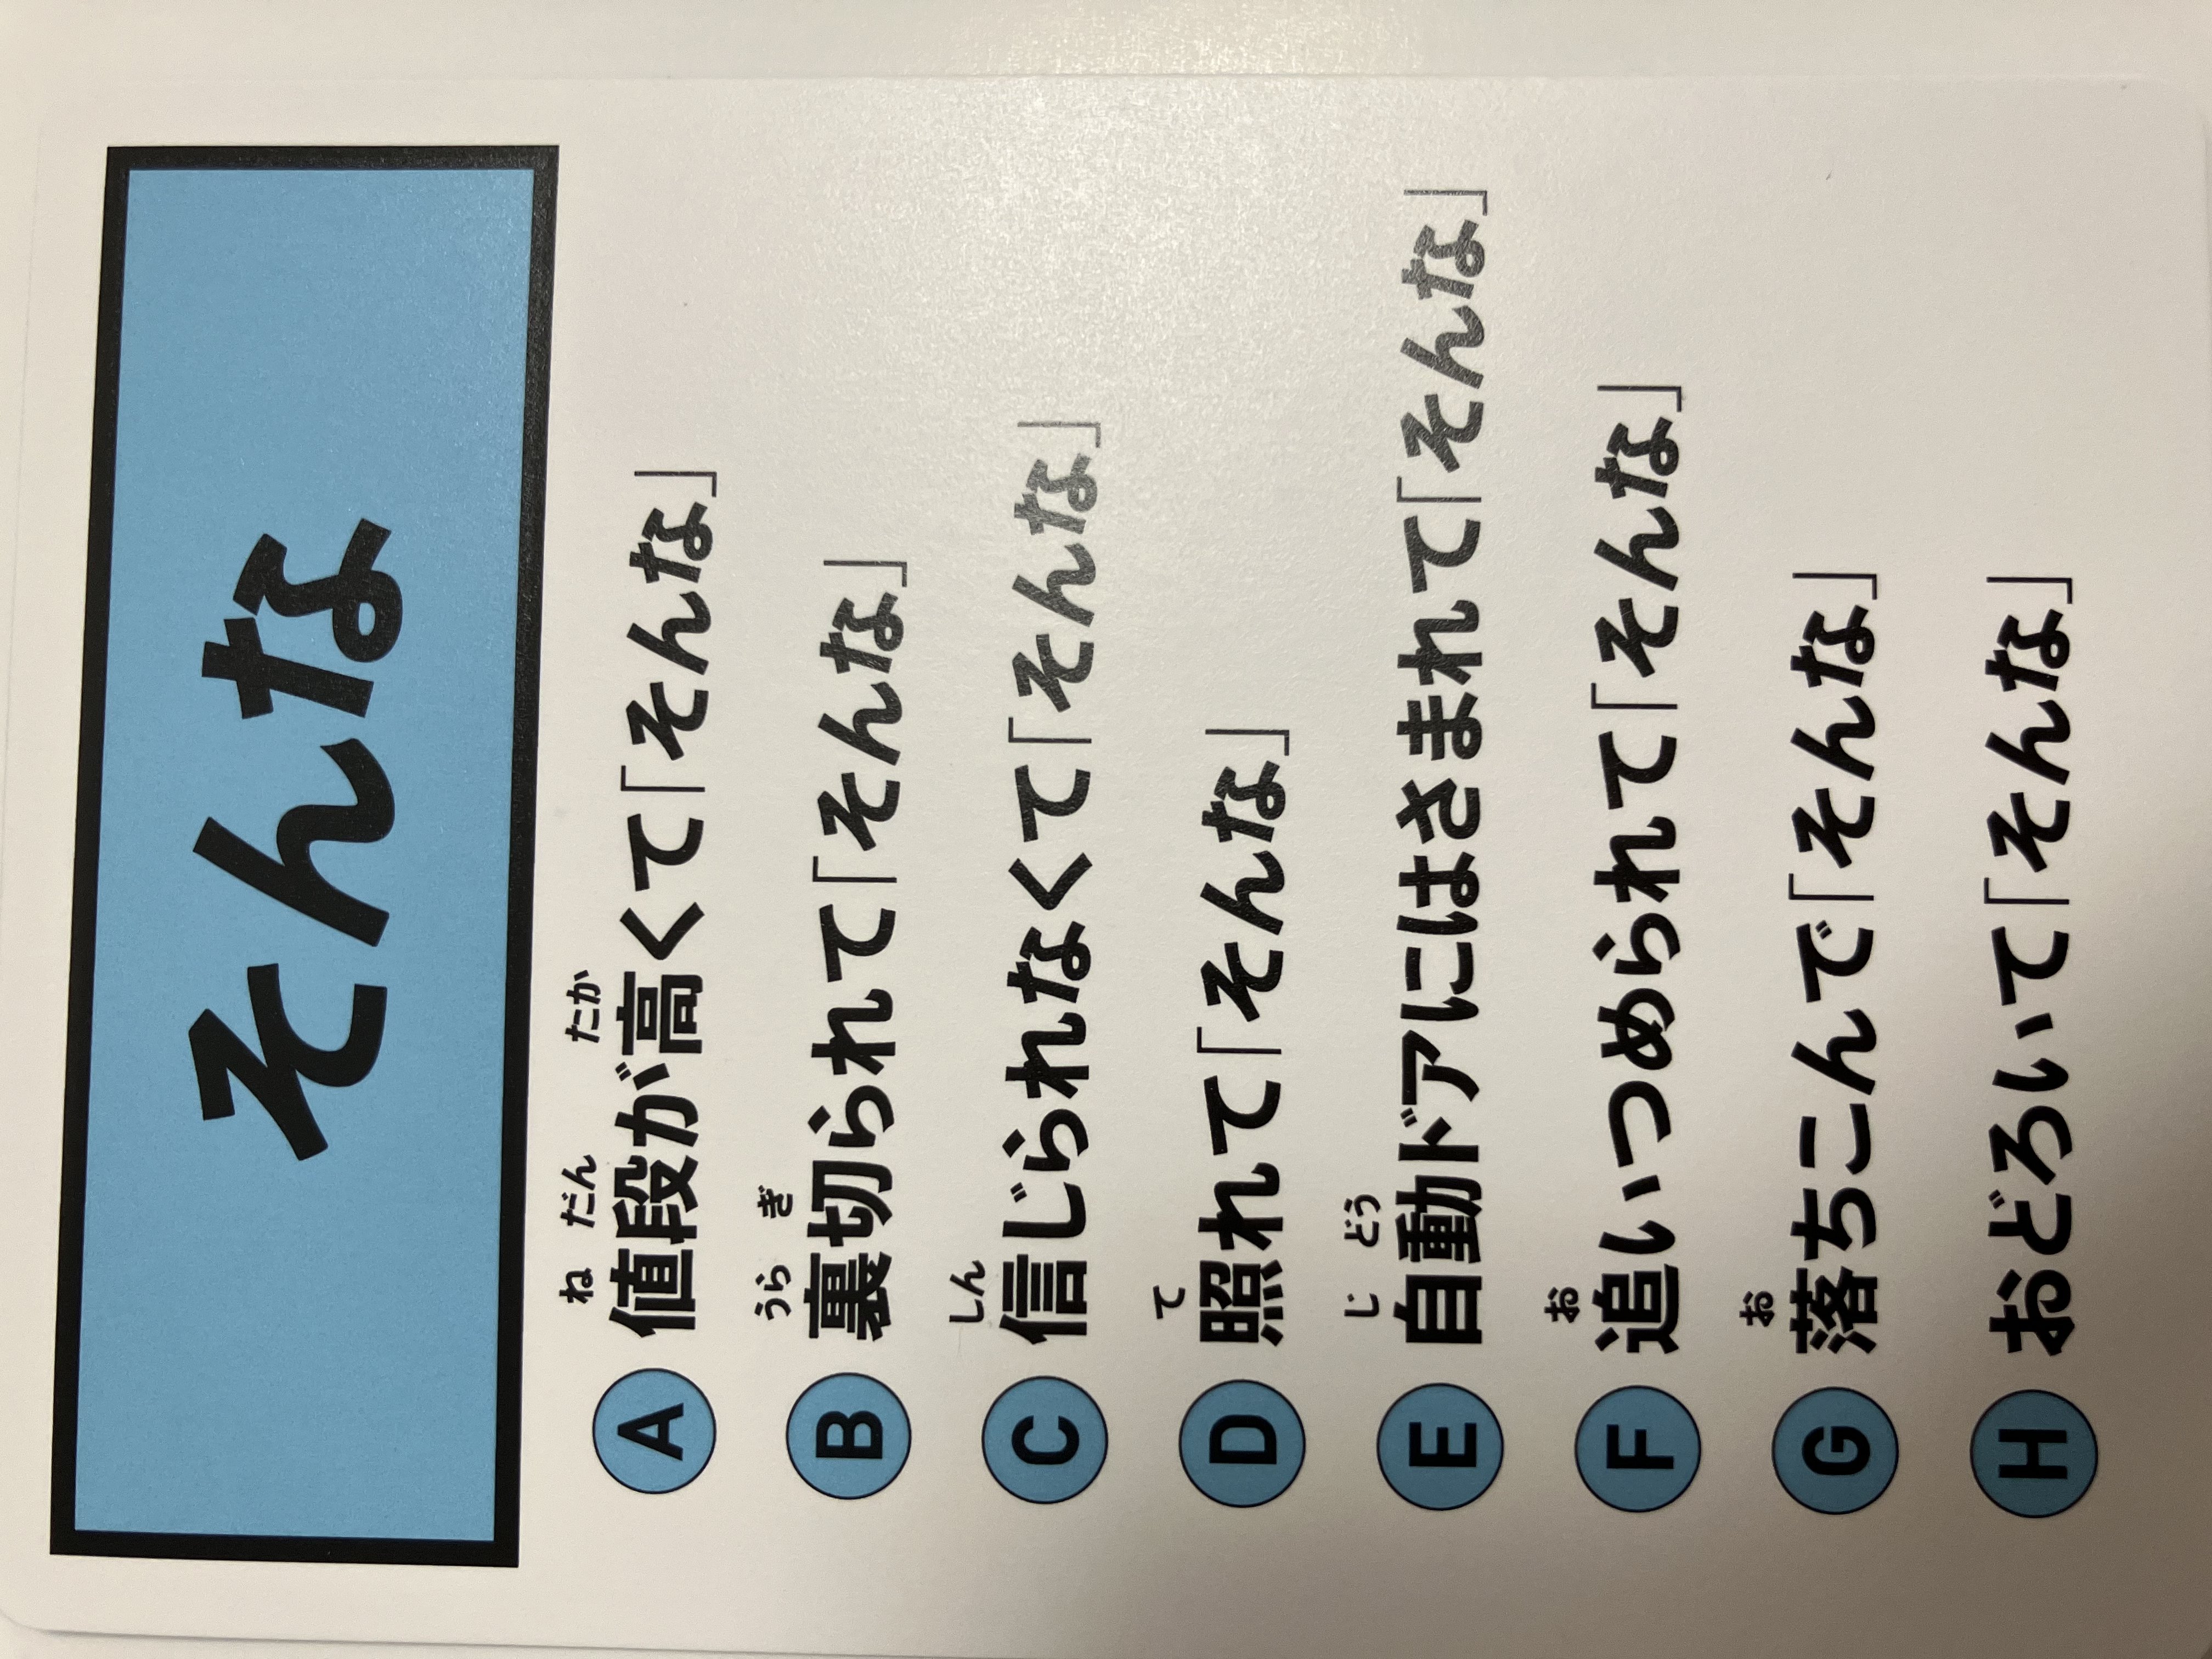 そんな
ね だん たか
A 値段が高くて「そんな」
うら ぎ
B 裏切られて「そんな」
しん
C 信じられなくて「そんな」
て
D 照れて「そんな」
じ どう
E 自動ドアにはさまれて「そんな」
お
F 追いつめられて「そんな」
お
G 落ちこんで「そんな」
H おどろいて「そんな」